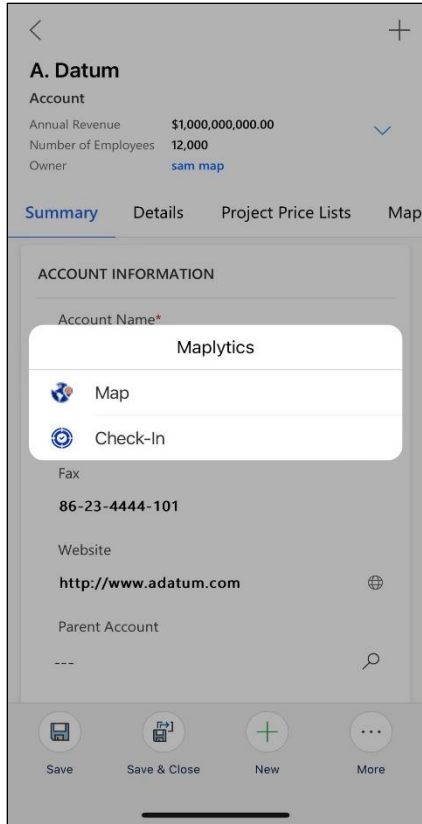 A. Datum
Account
Annual Revenue $1,000,000,000.00
Number of Employees 12,000
Owner sam map
Summary Details Project Price Lists Map
ACCOUNT INFORMATION
Account Name*
Maplytics
Map
Check-In
Fax
86-23-4444-101
Website
http://www.adatum.com
Parent Account
---
Save Save & Close New More